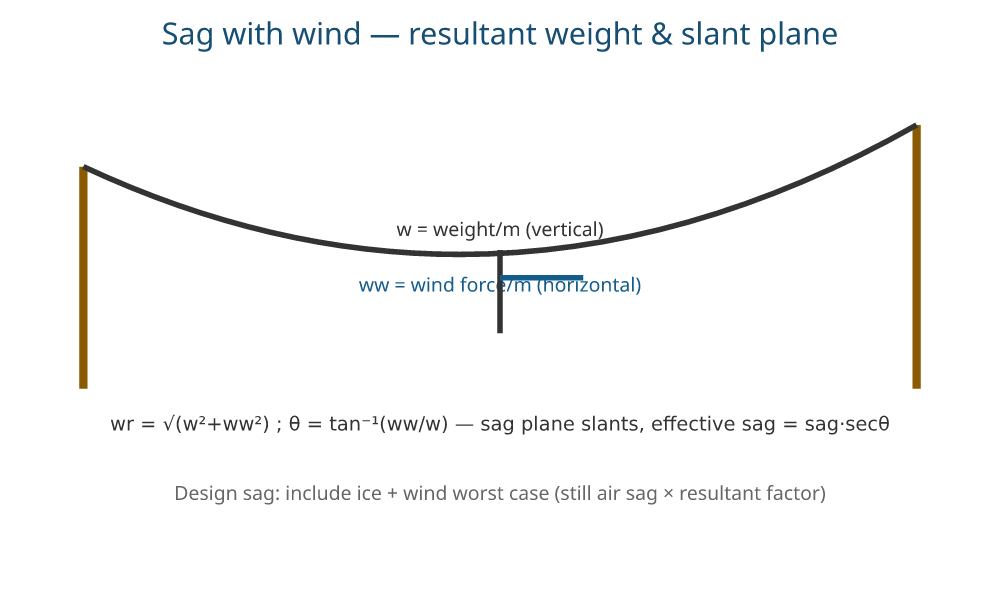 Sag with wind — resultant weight & slant plane
w = weight/m (vertical)
ww = wind force/m (horizontal)
wr = √(w²+ww²) ; θ = tan⁻¹(ww/w) — sag plane slants, effective sag = sag·secθ
Design sag: include ice + wind worst case (still air sag × resultant factor)